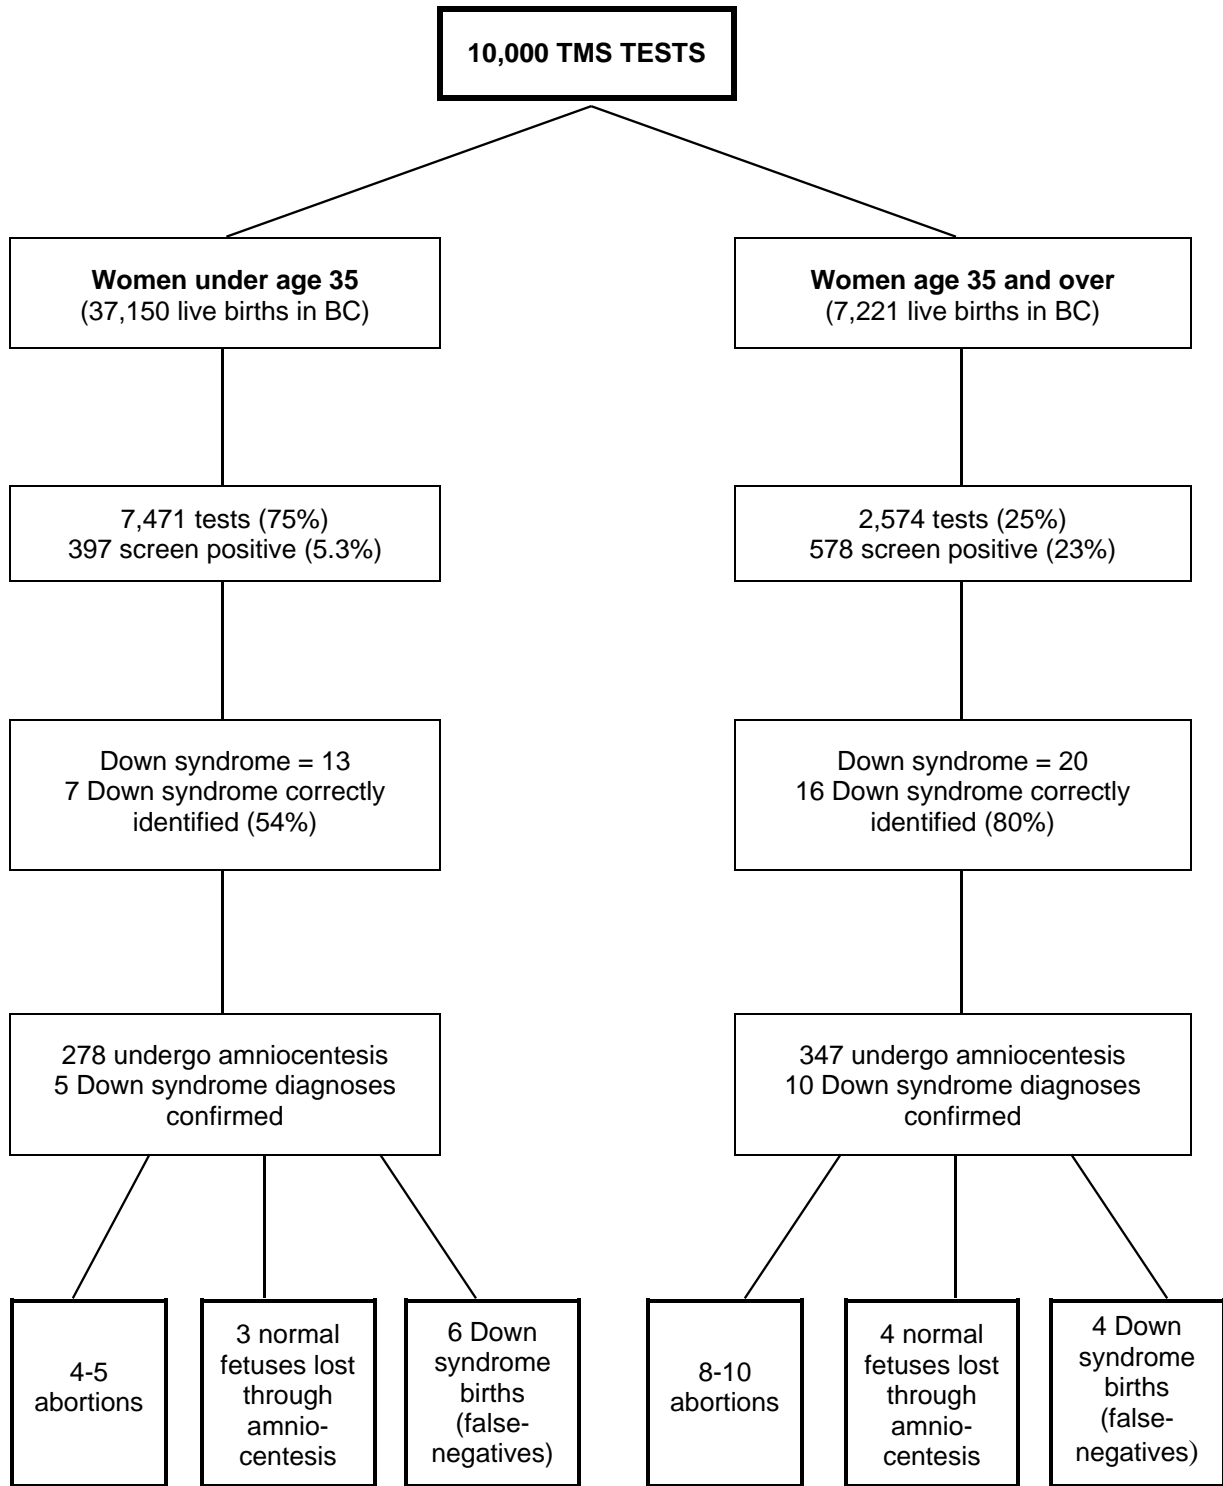 10,000 TMS TESTS
Women under age 35
(37,150 live births in BC)
Women age 35 and over
(7,221 live births in BC)
7,471 tests (75%)
397 screen positive (5.3%)
2,574 tests (25%)
578 screen positive (23%)
Down syndrome = 13
7 Down syndrome correctly
identified (54%)
Down syndrome = 20
16 Down syndrome correctly
identified (80%)
278 undergo amniocentesis
5 Down syndrome diagnoses
confirmed
347 undergo amniocentesis
10 Down syndrome diagnoses
confirmed
4-5
abortions
3 normal
fetuses lost
through
amnio-
centesis
6 Down
syndrome
births
(false-
negatives)
8-10
abortions
4 normal
fetuses lost
through
amnio-
centesis
4 Down
syndrome
births
(false-
negatives)